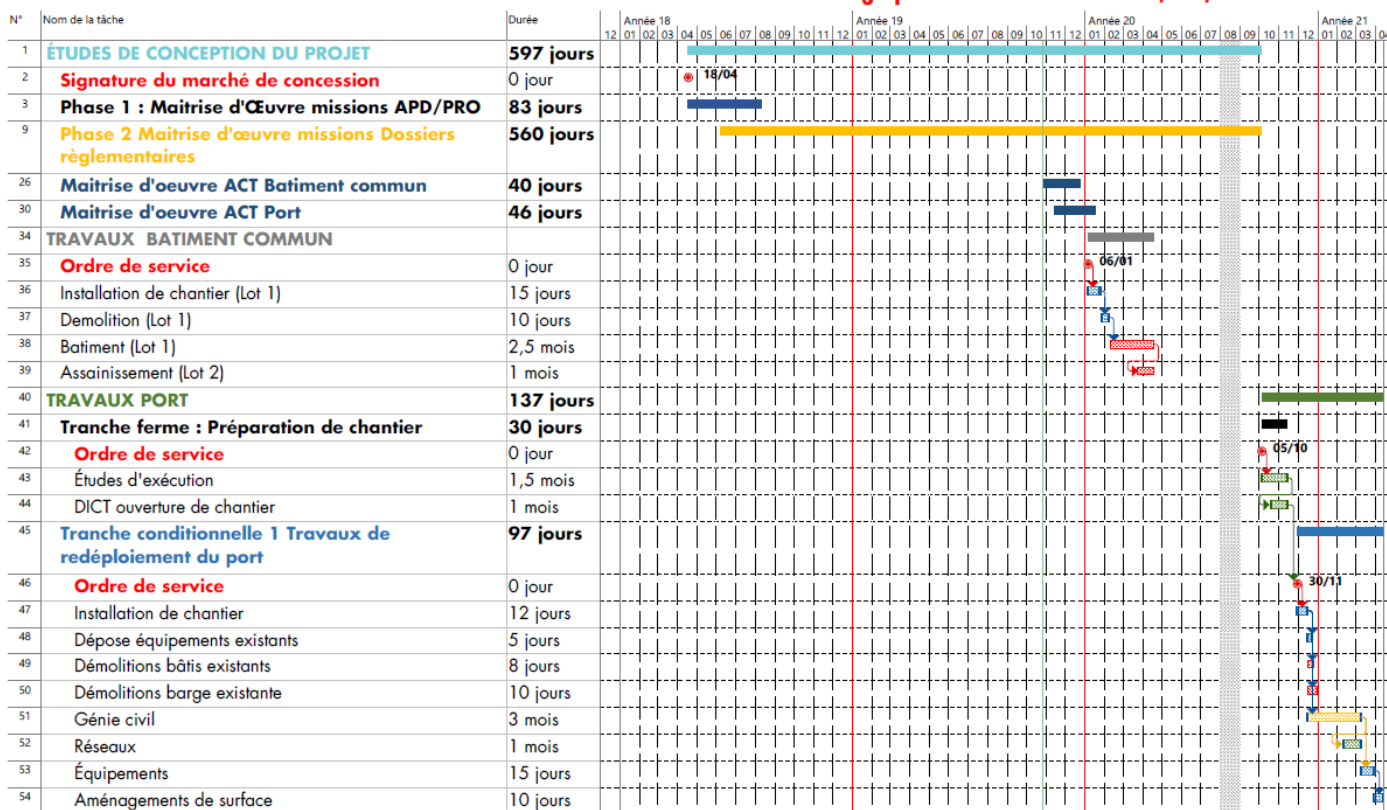 N° Nom de la tâche Durée Année 18 Année 19 Année 20 Année 21
12 01 02 03 04 05 06 07 08 09 10 11 12 01 02 03 04 05 06 07 08 09 10 11 12 01 02 03 04 05 06 07 08 09 10 11 12 01 02 03 04
1 ÉTUDES DE CONCEPTION DU PROJET 597 jours
2 Signature du marché de concession 0 jour 18/04
3 Phase 1 : Maitrise d'Œuvre missions APD/PRO 83 jours
9 Phase 2 Maitrise d'œuvre missions Dossiers 560 jours
règlementaires
26 Maitrise d'oeuvre ACT Batiment commun 40 jours
30 Maitrise d'oeuvre ACT Port 46 jours
34 TRAVAUX BATIMENT COMMUN
35 Ordre de service 0 jour 06/01
36 Installation de chantier (Lot 1) 15 jours
37 Demolition (Lot 1) 10 jours
38 Batiment (Lot 1) 2,5 mois
39 Assainissement (Lot 2) 1 mois
40 TRAVAUX PORT 137 jours
41 Tranche ferme : Préparation de chantier 30 jours
42 Ordre de service 0 jour 05/10
43 Études d'exécution 1,5 mois
44 DICT ouverture de chantier 1 mois
45 Tranche conditionnelle 1 Travaux de 97 jours
redéploiement du port
46 Ordre de service 0 jour 30/11
47 Installation de chantier 12 jours
48 Dépose équipements existants 5 jours
49 Démolitions bâtis existants 8 jours
50 Démolitions barge existante 10 jours
51 Génie civil 3 mois
52 Réseaux 1 mois
53 Équipements 15 jours
54 Aménagements de surface 10 jours